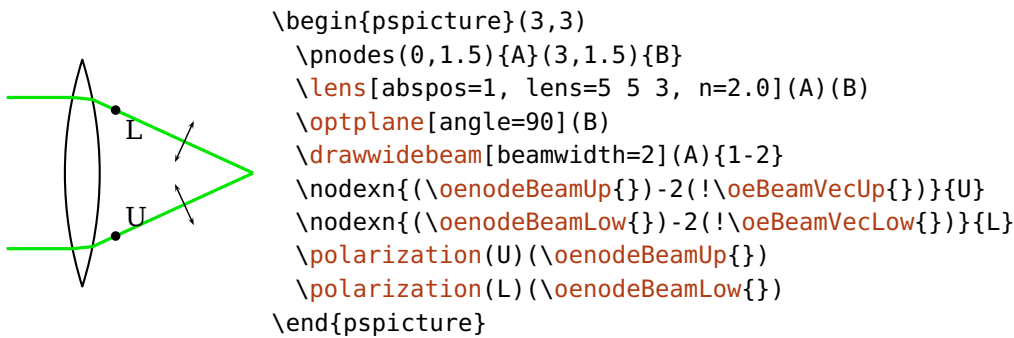 L
U
\begin{pspicture}(3,3)
  \pnodes(0,1.5){A}(3,1.5){B}
  \lens[abspos=1, lens=5 5 3, n=2.0](A)(B)
  \optplane[angle=90](B)
  \drawwidebeam[beamwidth=2](A){1-2}
  \nodexn{(\oenodeBeamUp{})-2(!\oeBeamVecUp{})}{U}
  \nodexn{(\oenodeBeamLow{})-2(!\oeBeamVecLow{})}{L}
  \polarization(U)(\oenodeBeamUp{})
  \polarization(L)(\oenodeBeamLow{})
\end{pspicture}